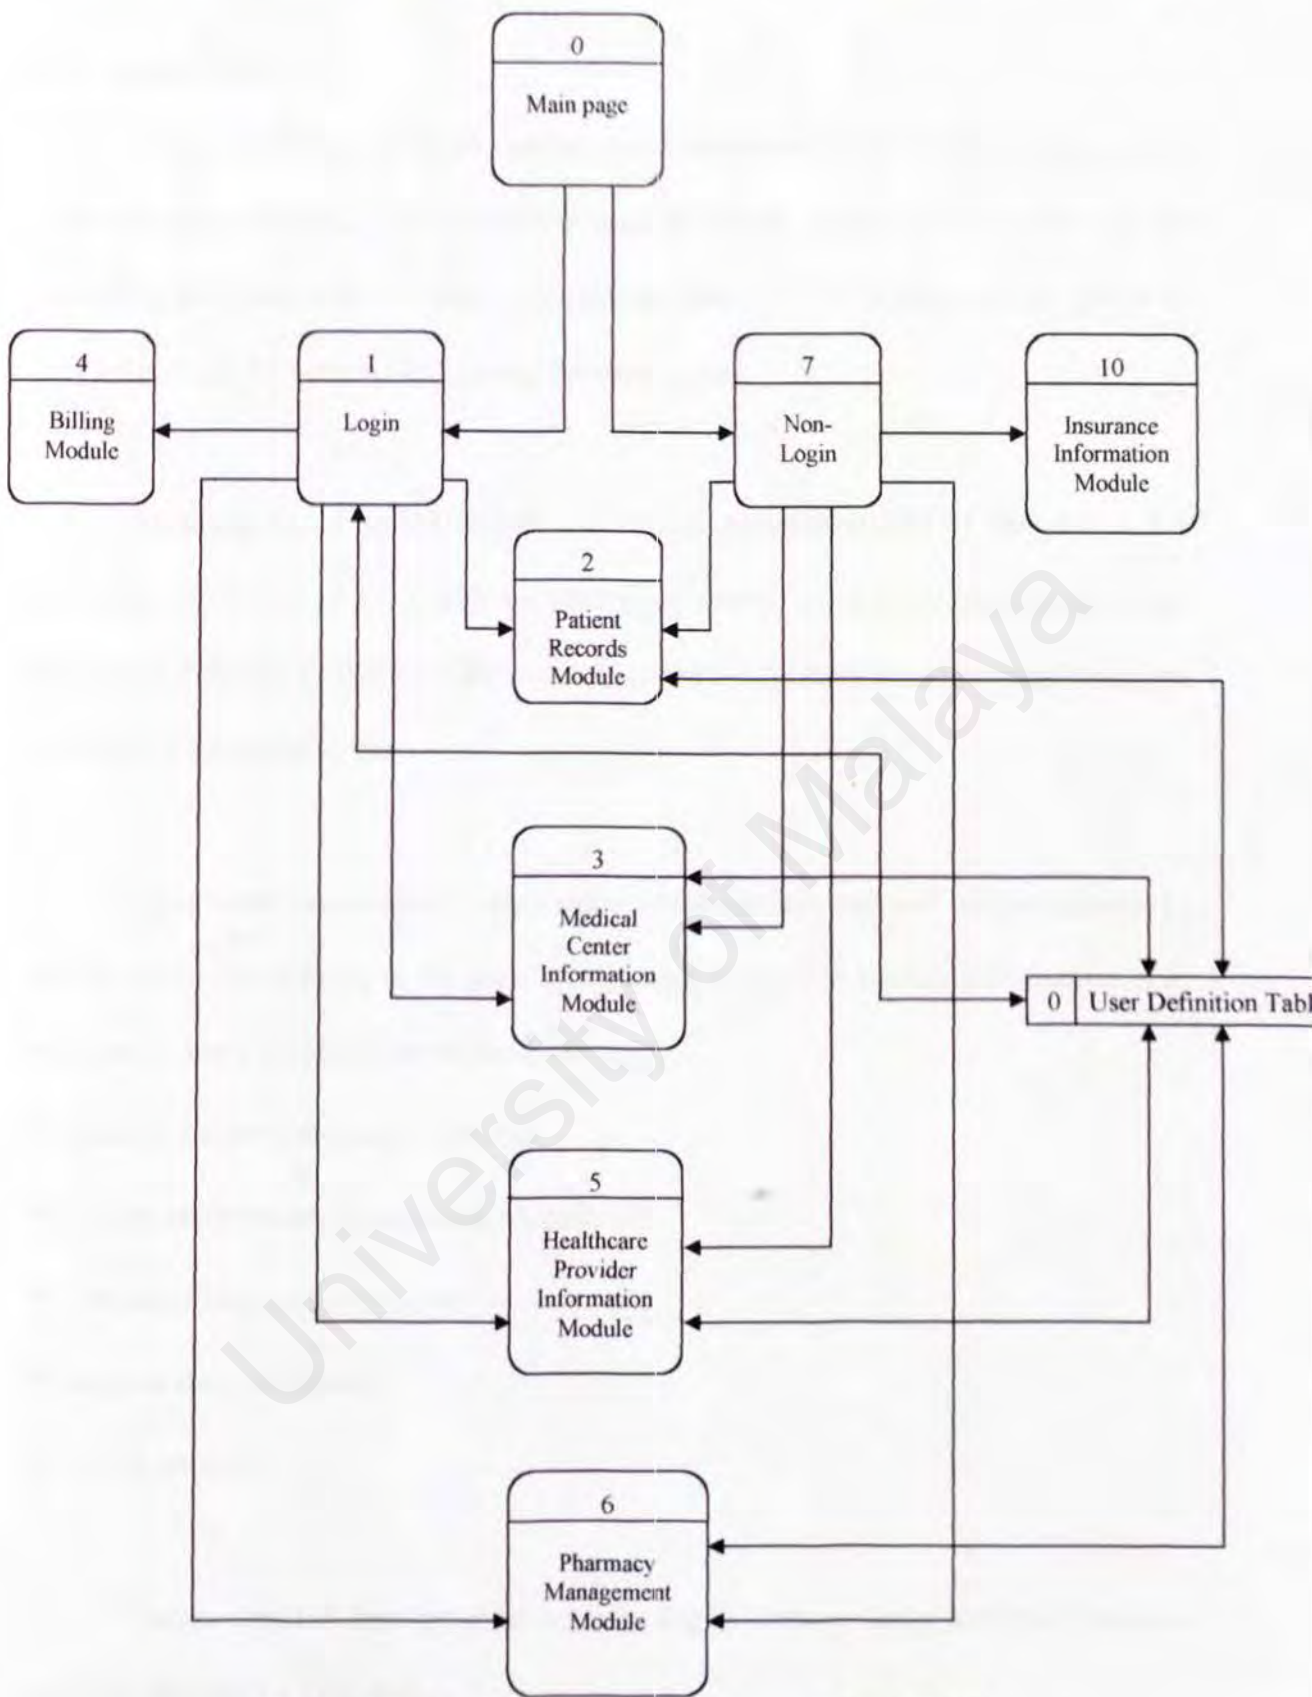 0
Main page
4
Billing
Module
1
Login
7
Non-
Login
10
Insurance
Information
Module
2
Patient
Records
Module
3
Medical
Center
Information
Module
0
User Definition Tabl
5
Healthcare
Provider
Information
Module
6
Pharmacy
Management
Module
University of Malaya